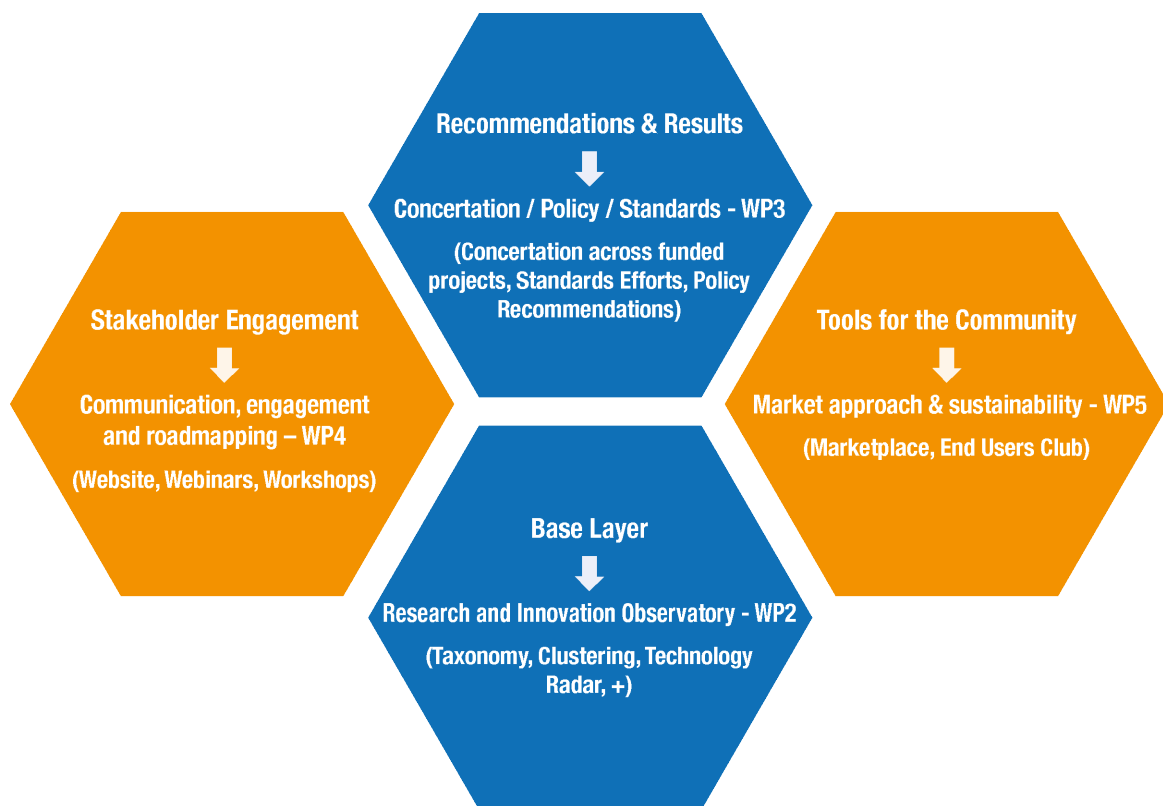 Recommendations & Results
Concertation / Policy / Standards - WP3
(Concertation across funded
projects, Standards Efforts, Policy
Recommendations)
Stakeholder Engagement
Communication, engagement
and roadmapping – WP4
(Website, Webinars, Workshops)
Tools for the Community
Market approach & sustainability - WP5
(Marketplace, End Users Club)
Base Layer
Research and Innovation Observatory - WP2
(Taxonomy, Clustering, Technology
Radar, +)